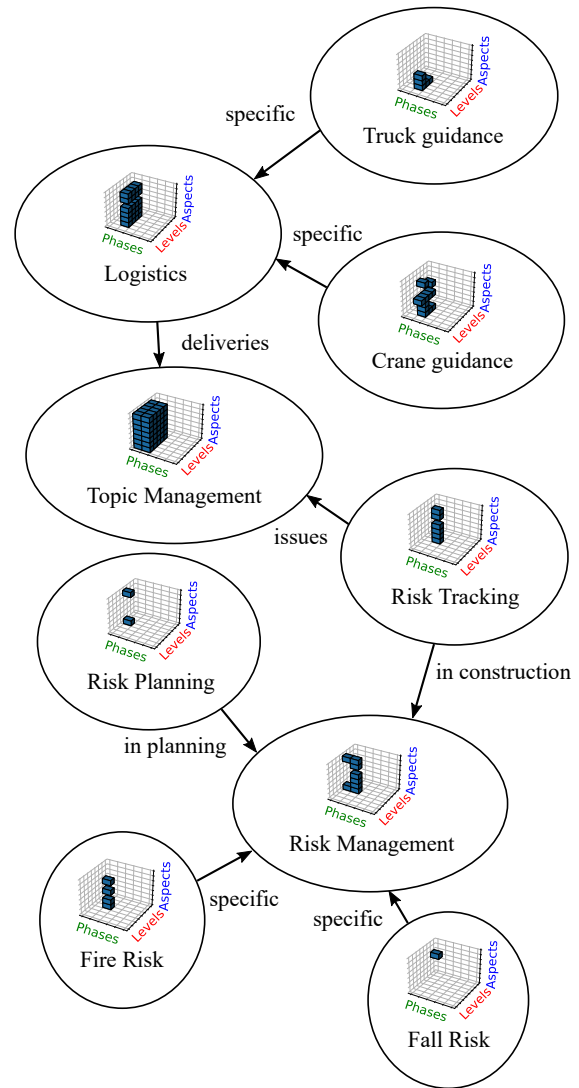 Aspects
Levels
Phases
Truck guidance
specific
Aspects
Levels
Phases
Logistics
specific
Aspects
Levels
Phases
Crane guidance
deliveries
Aspects
Levels
Phases
Topic Management
issues
Aspects
Levels
Phases
Risk Tracking
Aspects
Levels
Phases
Risk Planning
in construction
in planning
Aspects
Levels
Phases
Risk Management
Aspects
Levels
Phases
Fire Risk
specific
specific
Aspects
Levels
Phases
Fall Risk